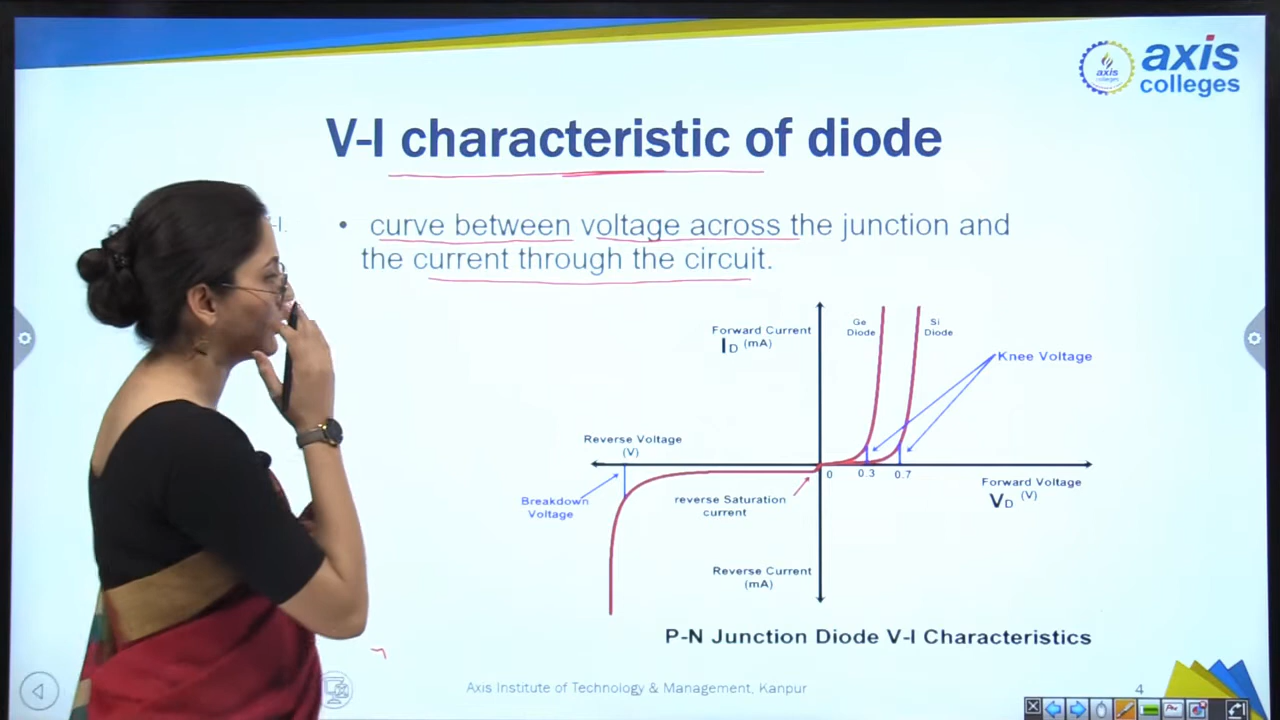 axis
colleges
axis
colleges
V-I characteristic of diode
-I.
• curve between voltage across the junction and
the current through the circuit.
Forward Current
ID (mA)
Ge
Diode
Si
Diode
Knee Voltage
Reverse Voltage
(V)
0
0.3
0.7
Forward Voltage
VD (V)
Breakdown
Voltage
reverse Saturation
current
Reverse Current
(mA)
P-N Junction Diode V-I Characteristics
Axis Institute of Technology & Management, Kanpur
4